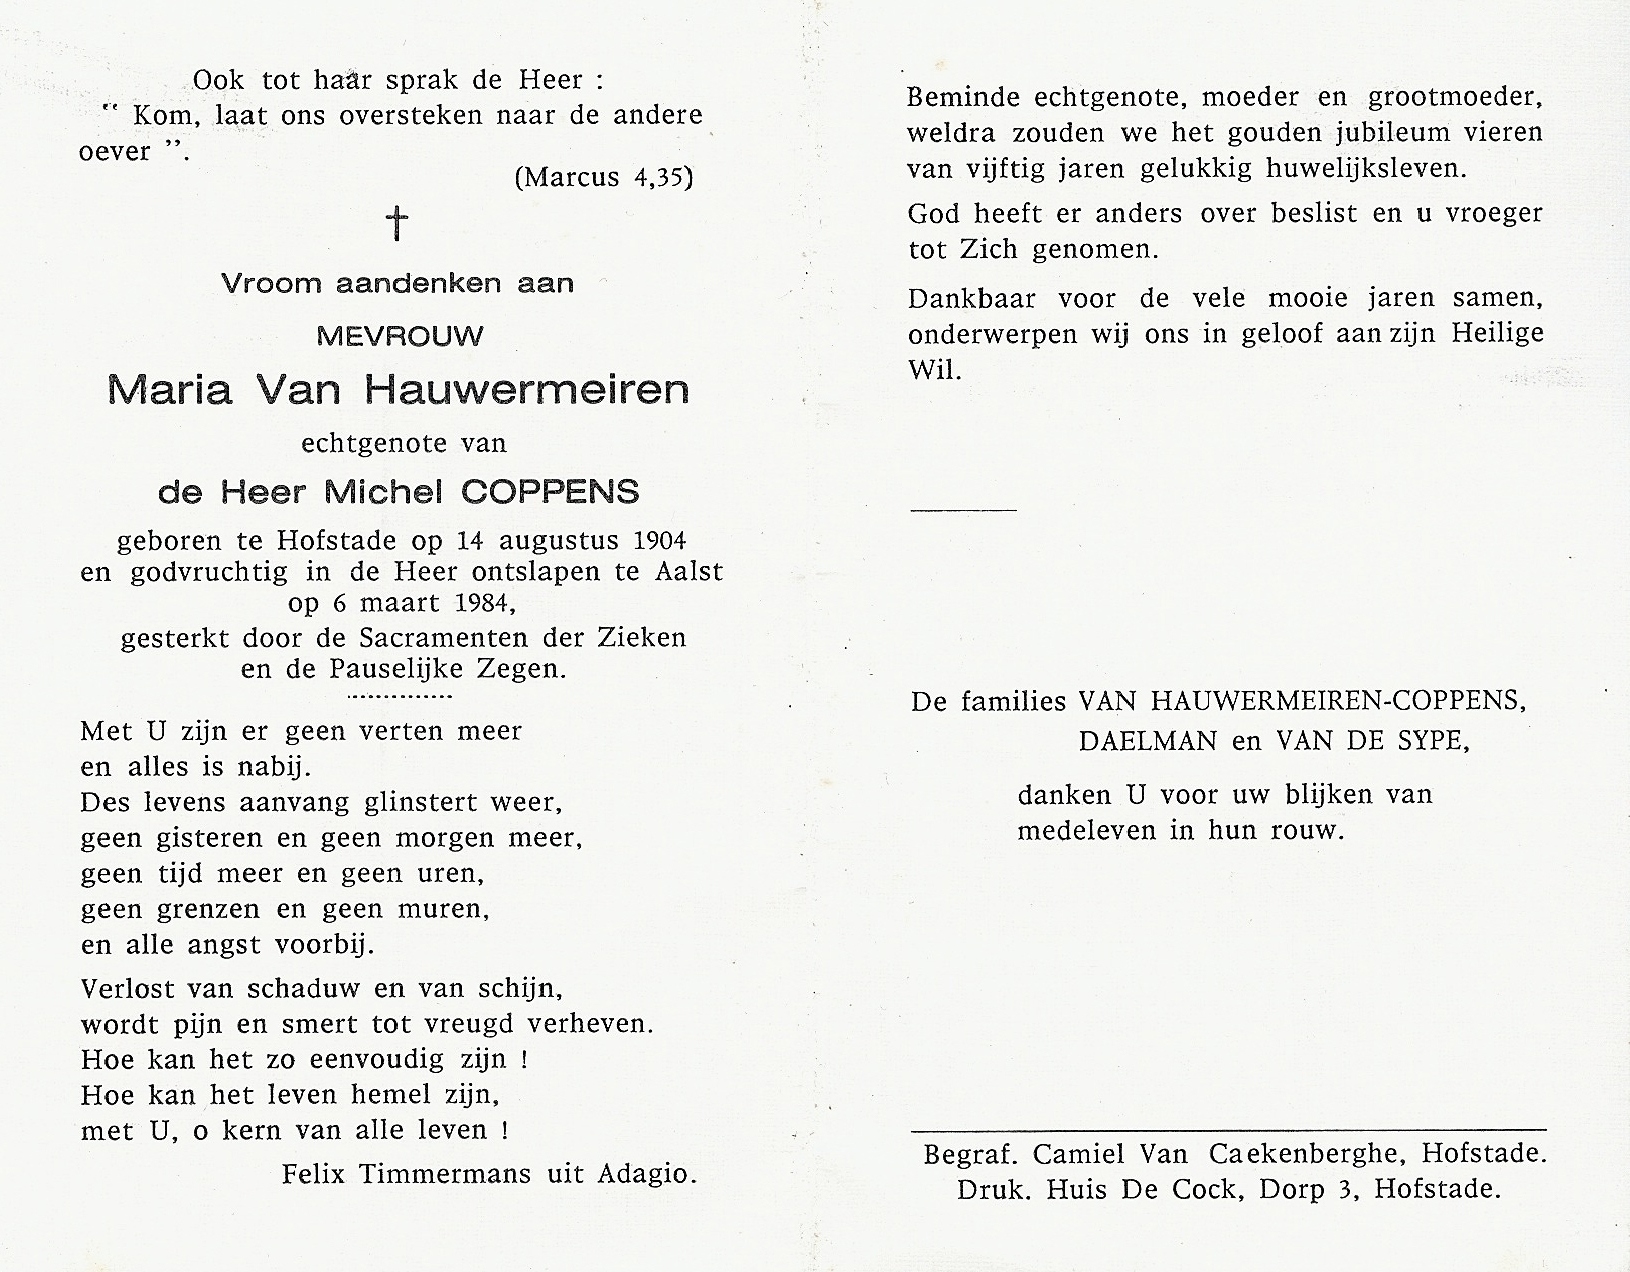 Ook tot haar sprak de Heer :
" Kom, laat ons oversteken naar de andere
oever ".
(Marcus 4,35)
†
Vroom aandenken aan
MEVROUW
Maria Van Hauwermeiren
echtgenote van
de Heer Michel COPPENS
geboren te Hofstade op 14 augustus 1904
en godvruchtig in de Heer ontslapen te Aalst
op 6 maart 1984,
gesterkt door de Sacramenten der Zieken
en de Pauselijke Zegen.
Met U zijn er geen verten meer
en alles is nabij.
Des levens aanvang glinstert weer,
geen gisteren en geen morgen meer,
geen tijd meer en geen uren,
geen grenzen en geen muren,
en alle angst voorbij.
Verlost van schaduw en van schijn,
wordt pijn en smert tot vreugd verheven.
Hoe kan het zo eenvoudig zijn !
Hoe kan het leven hemel zijn,
met U, o kern van alle leven !
Felix Timmermans uit Adagio.
Beminde echtgenote, moeder en grootmoeder,
weldra zouden we het gouden jubileum vieren
van vijftig jaren gelukkig huwelijksleven.
God heeft er anders over beslist en u vroeger
tot Zich genomen.
Dankbaar voor de vele mooie jaren samen,
onderwerpen wij ons in geloof aan zijn Heilige
Wil.
De families VAN HAUWERMEIREN-COPPENS,
DAELMAN en VAN DE SYPE,
danken U voor uw blijken van
medeleven in hun rouw.
Begraf. Camiel Van Caekenberghe, Hofstade.
Druk. Huis De Cock, Dorp 3, Hofstade.